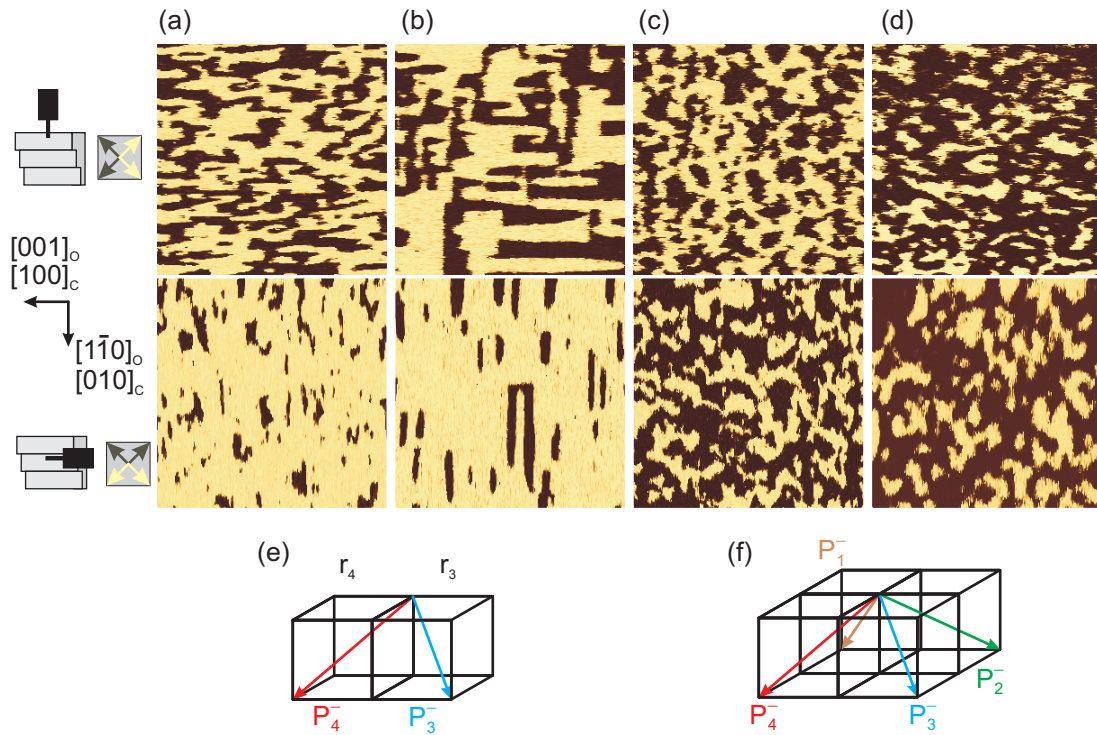 (a) (b) (c) (d)
[001]O
[100]C
[11̄0]O
[010]C
(e) r4 r3
P4− P3−
(f)
P1−
P2−
P4− P3−